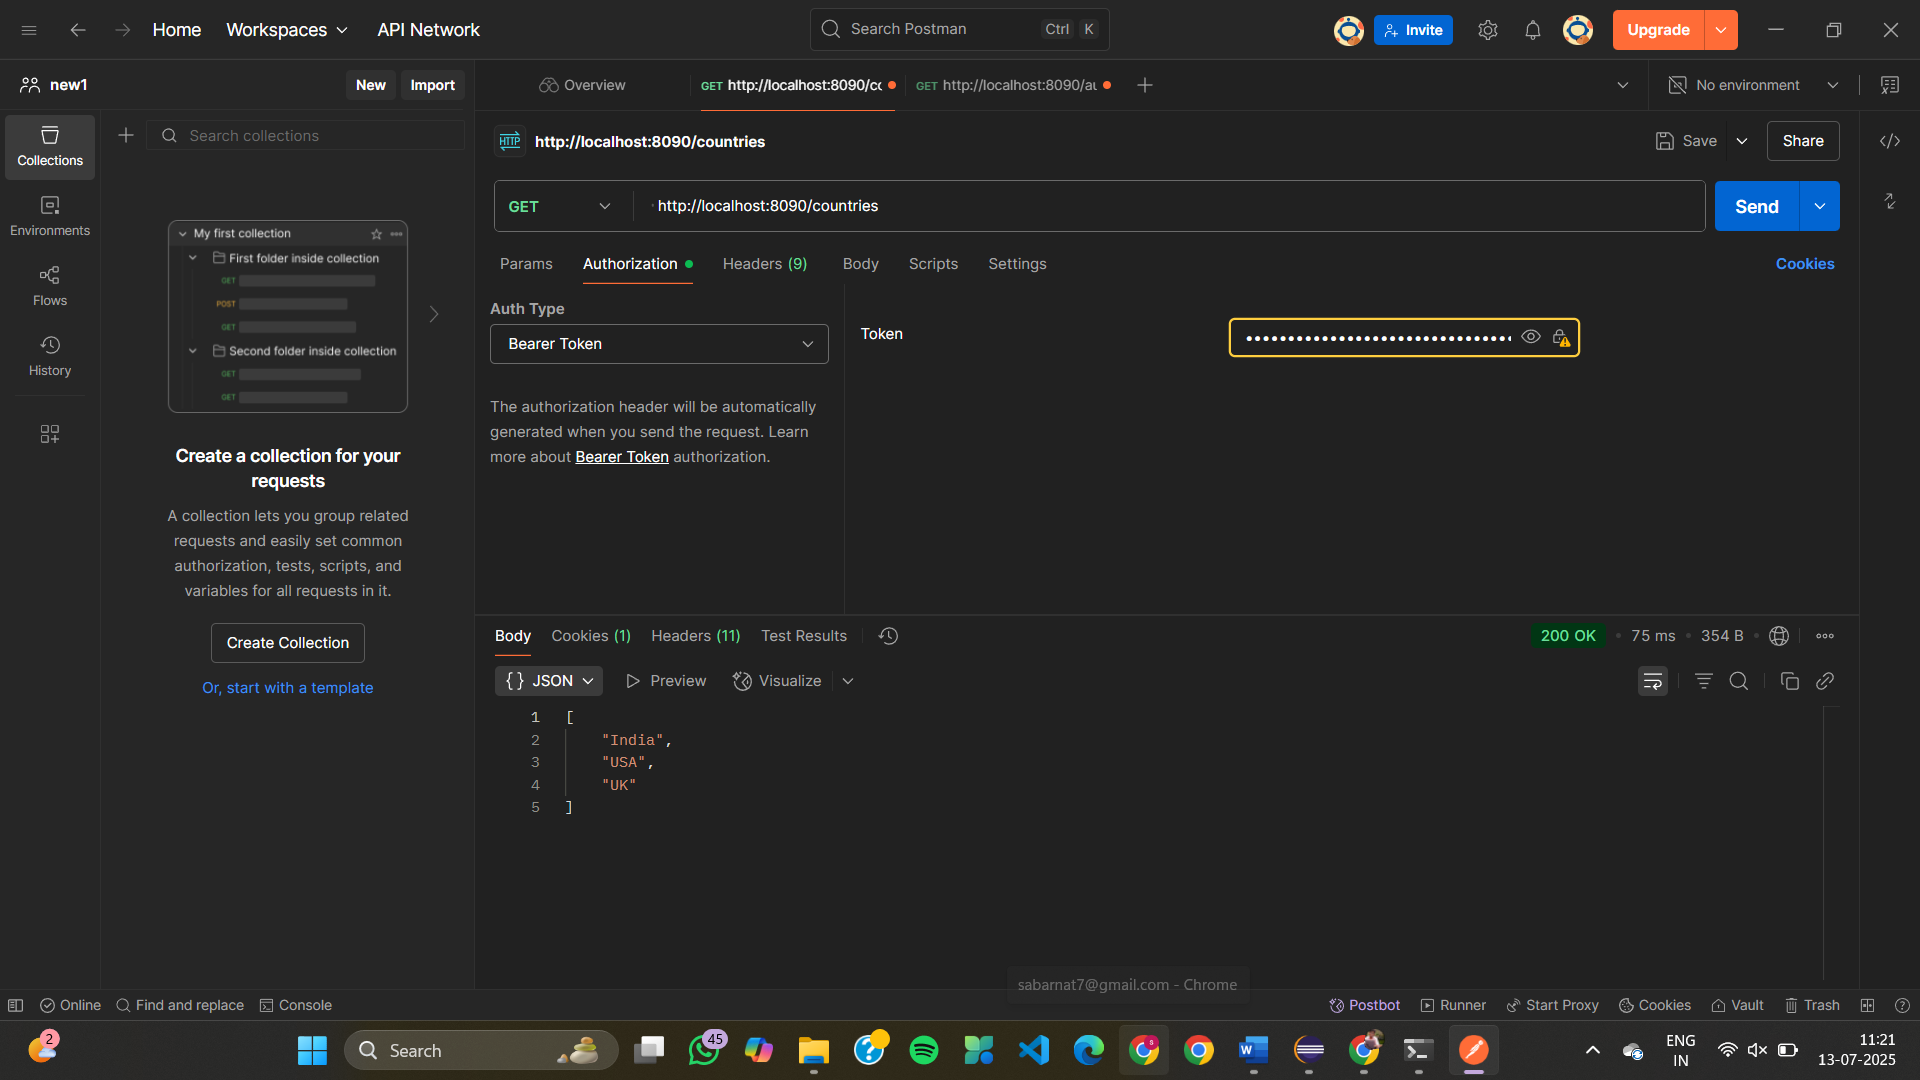 Home
Workspaces
API Network
Search Postman
Ctrl K
Invite
Upgrade
new1
New
Import
Overview
GET http://localhost:8090/cc
GET http://localhost:8090/au
No environment
Collections
Environments
Flows
History
Search collections
My first collection
First folder inside collection
GET
POST
GET
Second folder inside collection
GET
GET
Create a collection for your
requests
A collection lets you group related
requests and easily set common
authorization, tests, scripts, and
variables for all requests in it.
Create Collection
Or, start with a template
HTTP http://localhost:8090/countries
Save
Share
GET
http://localhost:8090/countries
Send
Params
Authorization
Headers (9)
Body
Scripts
Settings
Cookies
Auth Type
Bearer Token
The authorization header will be automatically
generated when you send the request. Learn
more about Bearer Token authorization.
Token
Body
Cookies (1)
Headers (11)
Test Results
200 OK
75 ms
354 B
{} JSON
Preview
Visualize
1 [
2 "India",
3 "USA",
4 "UK"
5 ]
sabarnat7@gmail.com - Chrome
Online
Find and replace
Console
Postbot
Runner
Start Proxy
Cookies
Vault
Trash
2
Search
45
ENG
IN
11:21
13-07-2025